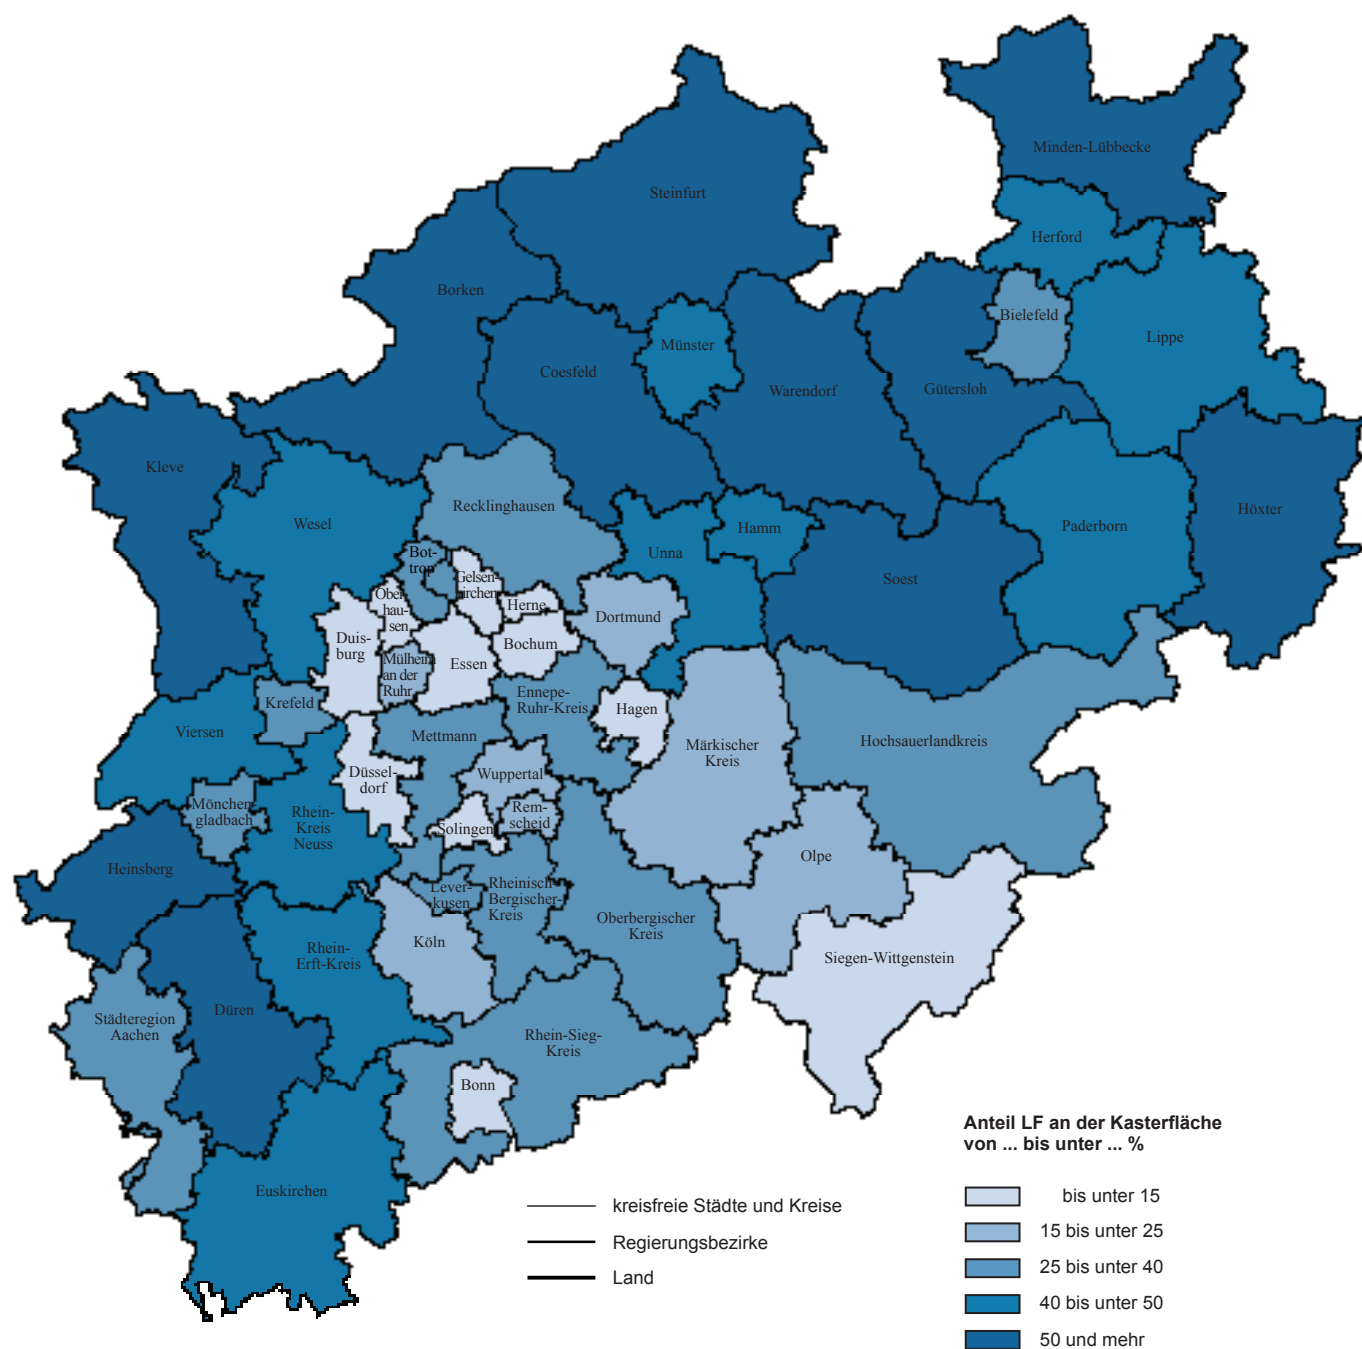 Minden-Lübbecke
Steinfurt
Herford
Borken
Bielefeld
Lippe
Münster
Coesfeld
Warendorf
Gütersloh
Kleve
Recklinghausen
Höxter
Wesel
Hamm
Paderborn
Unna
Bot-
trop
Soest
Gelsen-
kirchen
Ober-
hau-
sen
Herne
Dortmund
Duis-
burg
Bochum
Mülheim
an der
Ruhr
Essen
Ennepe-
Ruhr-Kreis
Krefeld
Hagen
Viersen
Mettmann
Märkischer
Kreis
Hochsauerlandkreis
Düssel-
dorf
Wuppertal
Mönchen-
gladbach
Rhein-
Kreis
Neuss
Rem-
scheid
Solingen
Heinsberg
Olpe
Lever-
kusen
Rheinisch-
Bergischer-
Kreis
Oberbergischer
Kreis
Köln
Rhein-
Erft-Kreis
Siegen-Wittgenstein
Düren
Städteregion
Aachen
Rhein-Sieg-
Kreis
Bonn
Euskirchen
Anteil LF an der Kasterfläche
von ... bis unter ... %
bis unter 15
15 bis unter 25
25 bis unter 40
40 bis unter 50
50 und mehr
kreisfreie Städte und Kreise
Regierungsbezirke
Land